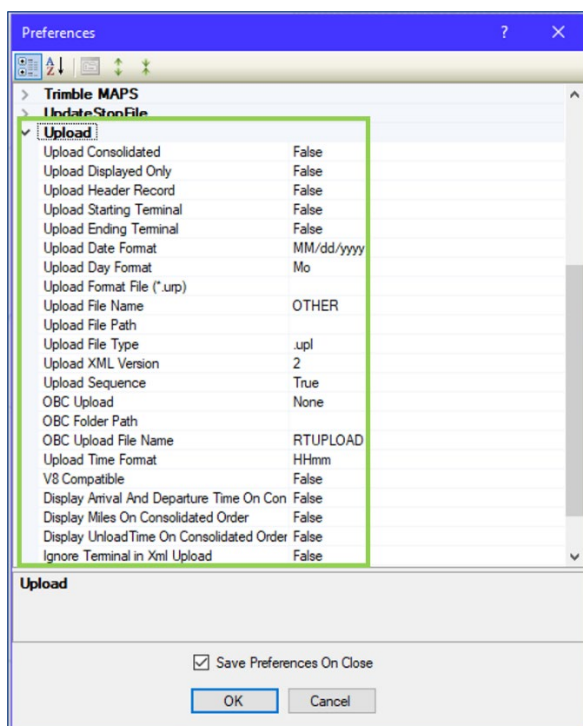 Preferences
Trimble MAPS
UpdateStopFile
Upload
Upload Consolidated False
Upload Displayed Only False
Upload Header Record False
Upload Starting Terminal False
Upload Ending Terminal False
Upload Date Format MM/dd/yyyy
Upload Day Format Mo
Upload Format File (*.urp)
Upload File Name OTHER
Upload File Path
Upload File Type .upl
Upload XML Version 2
Upload Sequence True
OBC Upload None
OBC Folder Path
OBC Upload File Name RTUPLOAD
Upload Time Format HHmm
V8 Compatible False
Display Arrival And Departure Time On Con False
Display Miles On Consolidated Order False
Display UnloadTime On Consolidated Order False
Ignore Terminal in Xml Upload False
Upload
Save Preferences On Close
OK Cancel